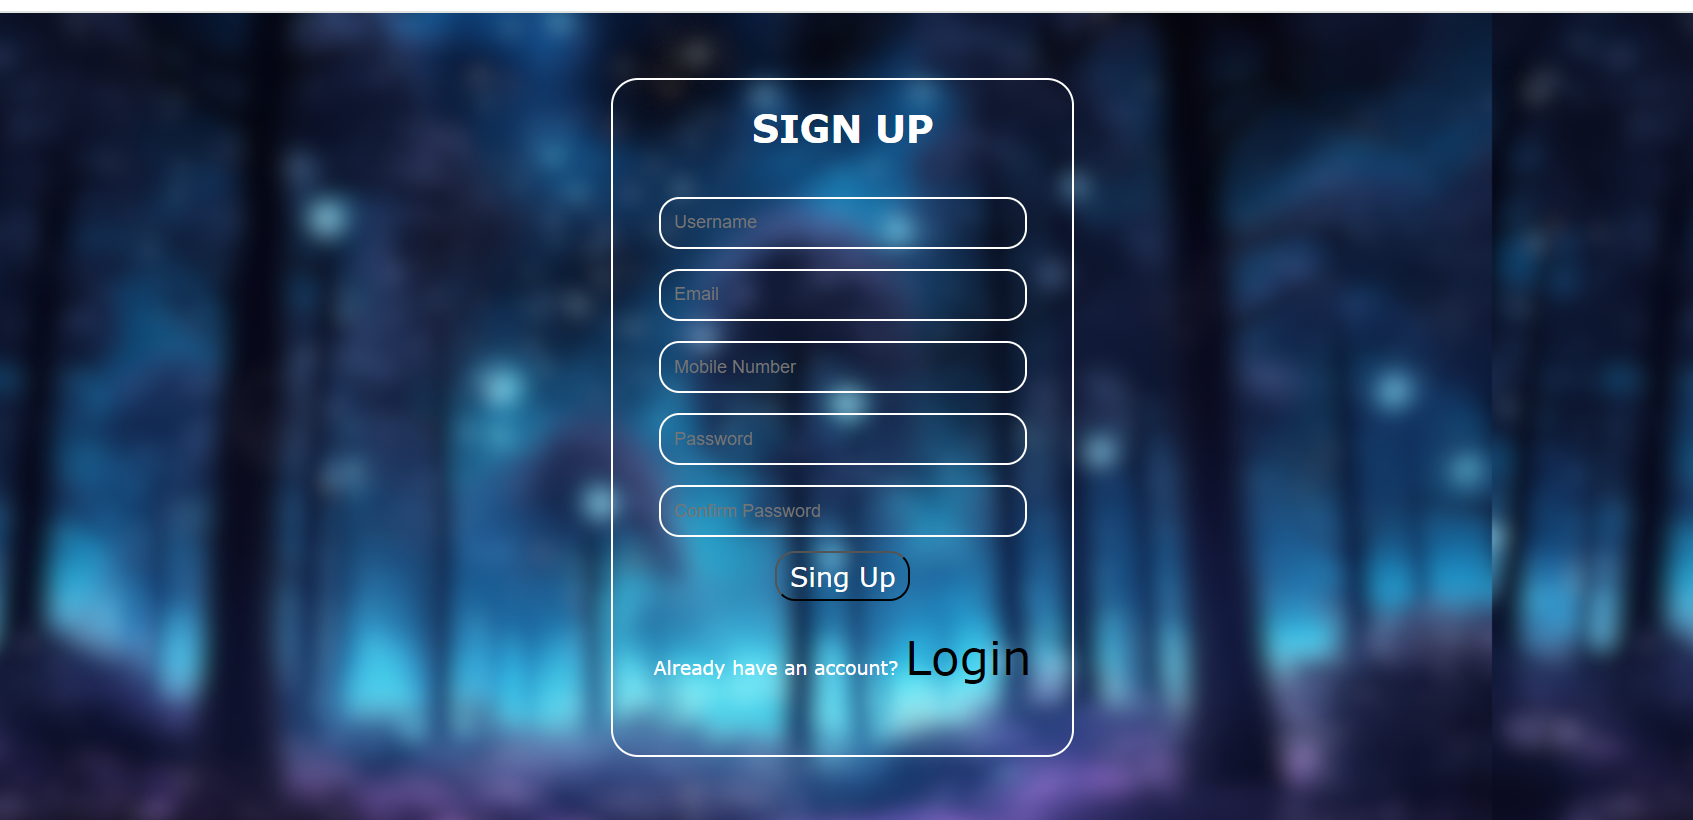 SIGN UP
Username
Email
Mobile Number
Password
Confirm Password
Sing Up
Already have an account? Login